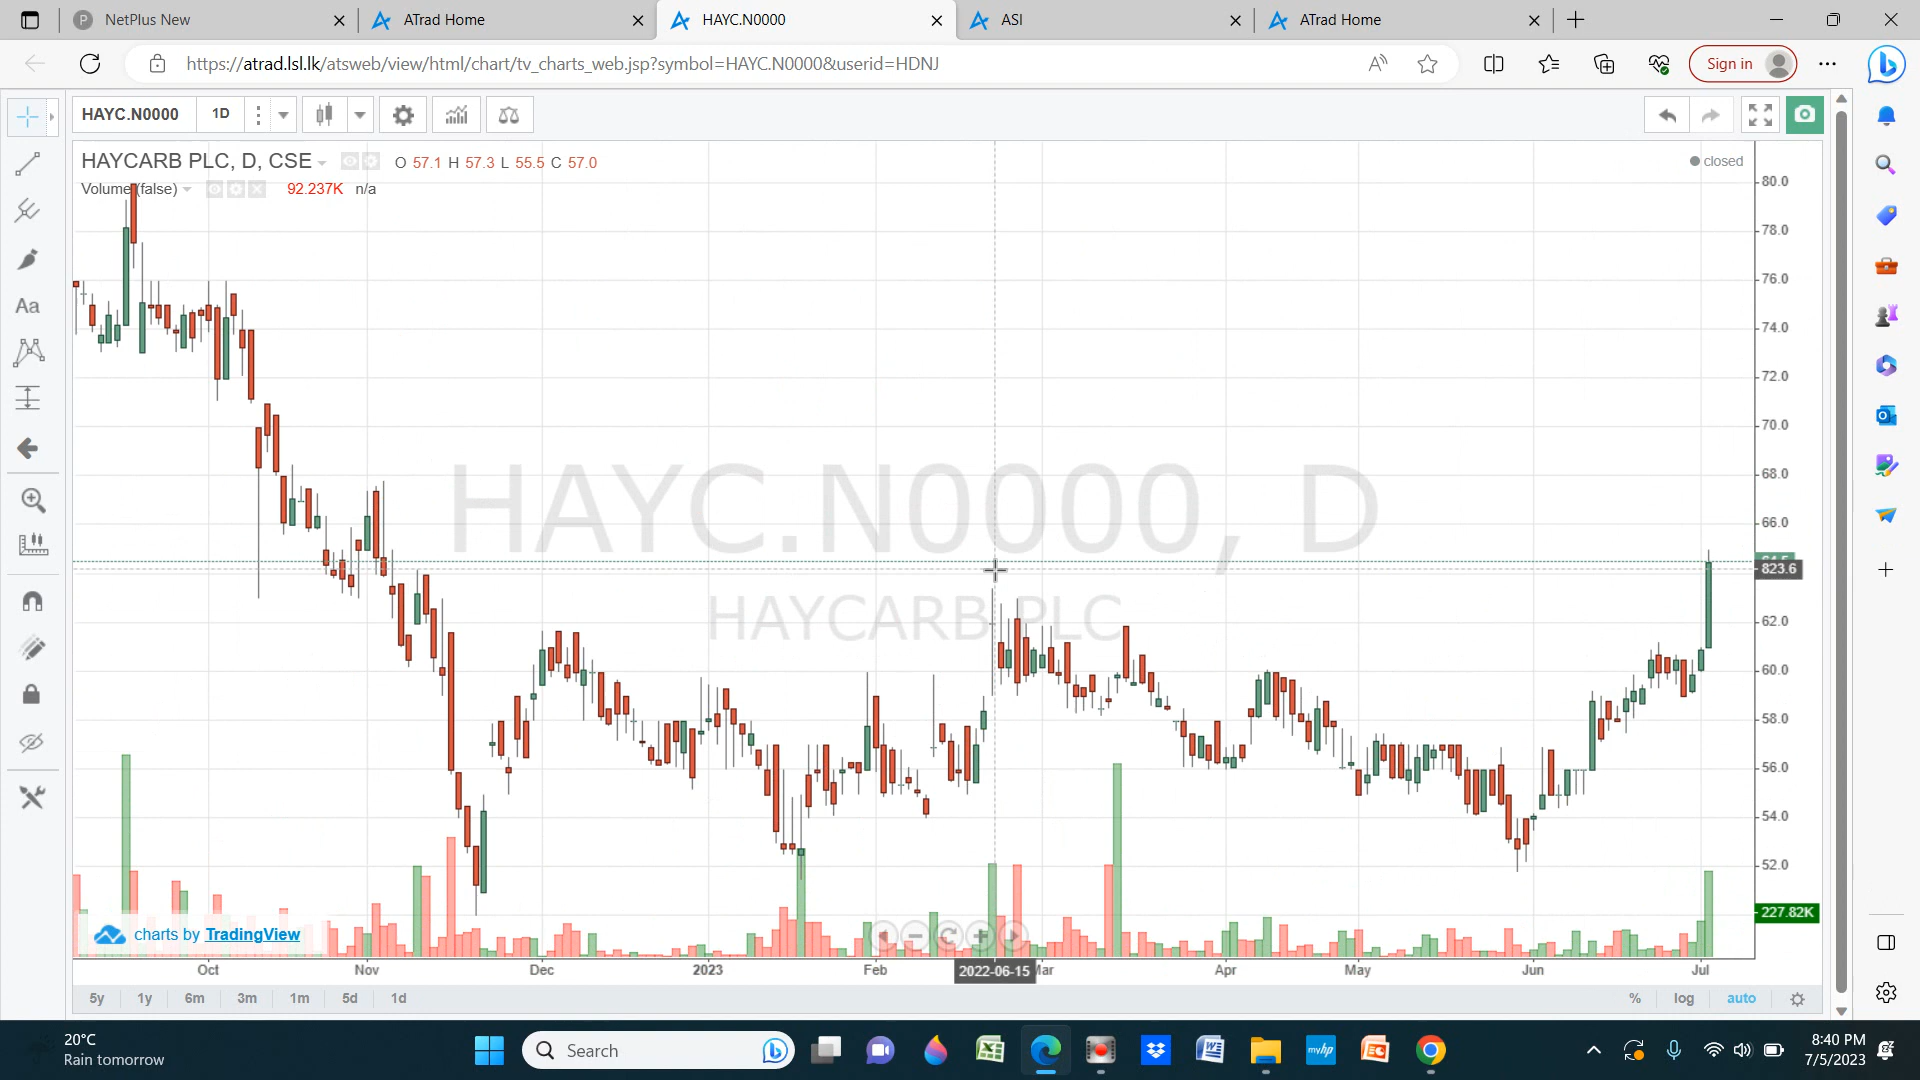 NetPlus New
ATrad Home
HAYC.N0000
ASI
ATrad Home
https://atrad.lsl.lk/atsweb/view/html/chart/tv_charts_web.jsp?symbol=HAYC.N0000&userid=HDNJ
Sign in
HAYC.N0000 1D
HAYCARB PLC, D, CSE O 57.1 H 57.3 L 55.5 C 57.0
closed
Volume (false) 92.237K n/a
80.0
78.0
76.0
74.0
72.0
70.0
68.0
66.0
823.6
62.0
60.0
58.0
56.0
54.0
52.0
227.82K
Aa
HAYC.N0000, D
HAYCARB PLC
charts by TradingView
Oct Nov Dec 2023 Feb 2022-06-15 Mar Apr May Jun Jul
5y 1y 6m 3m 1m 5d 1d % log auto
20°C
Rain tomorrow
Search
myhp
8:40 PM
7/5/2023